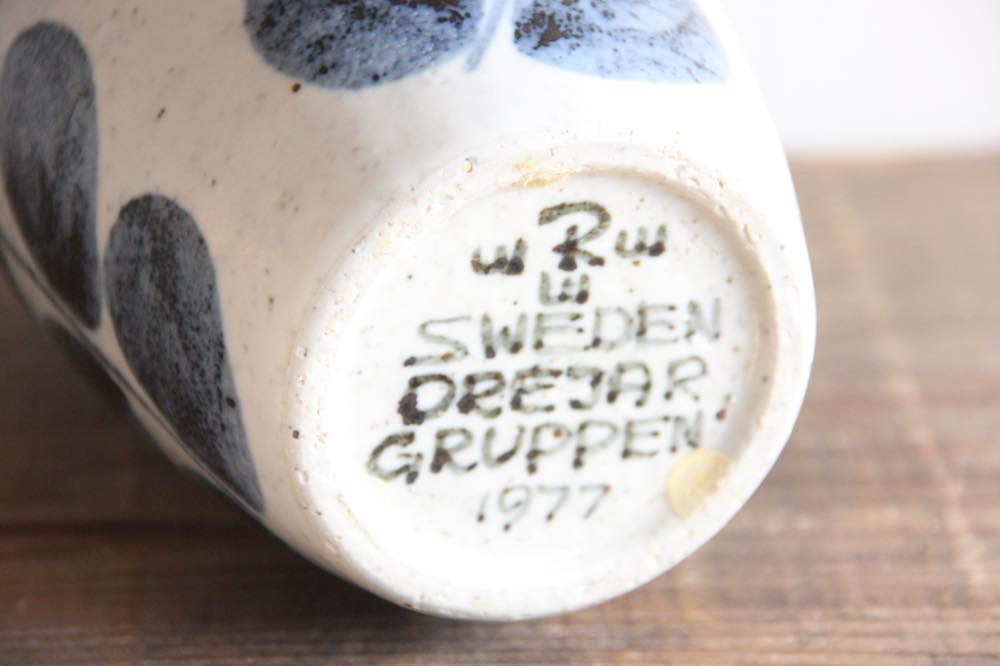 R
SWEDEN
DREJAR
GRUPPEN
1977